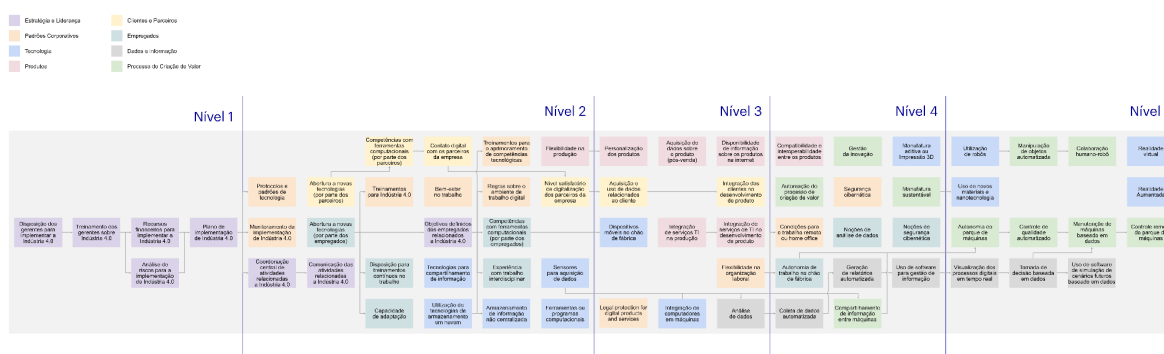 Estratégia e Liderança
Clientes e Parceiros
Padrões Corporativos
Empregados
Tecnologia
Dados e Informação
Produtos
Processo de Criação de Valor
Nível 1
Nível 2
Nível 3
Nível 4
Nível
Competências com
ferramentas
computacionais
(por parte dos
parceiros)
Contato digital
com os parceiros
da empresa
Treinamentos para
o aprimoramento
de competências
tecnológicas
Flexibilidade na
produção
Personalização
dos produtos
Aquisição de
dados sobre o
produto
(pós-venda)
Disponibilidade
de informação
sobre os produtos
na internet
Compatibilidade e
interoperabilidade
entre os produtos
Gestão
da inovação
Manufatura
aditiva ou
Impressão 3D
Utilização
de robôs
Manipulação
de objetos
automatizada
Colaboração
humano-robô
Realidade
virtual
Protocolos e
padrões de
tecnologia
Abertura a novas
tecnologias
(por parte dos
parceiros)
Treinamentos
para Indústria 4.0
Bem-estar
no trabalho
Regras sobre o
ambiente de
trabalho digital
Nível satisfatório
de digitalização
dos parceiros da
empresa
Aquisição e
uso de dados
relacionados
ao cliente
Integração dos
clientes no
desenvolvimento
do produto
Automação do
processo de
criação de valor
Segurança
cibernética
Manufatura
sustentável
Uso de novos
materiais e
nanotecnologia
Realidade
Aumentada
Disposição dos
gerentes para
implementar a
Indústria 4.0
Treinamento dos
gerentes sobre
Indústria 4.0
Recursos
financeiros para
implementar a
Indústria 4.0
Plano de
implementação
de Indústria 4.0
Monitoramento da
implementação
de Indústria 4.0
Abertura a novas
tecnologias
(por parte dos
empregados)
Objetivos definidos
relacionados
a Indústria 4.0
Competências
com ferramentas
computacionais
(por parte dos
empregados)
Dispositivos
móveis no chão
de fábrica
Integração
de serviços TI
na produção
Integração de
serviços de TI no
desenvolvimento
de produto
Condições para
o trabalho remoto
ou home office
Noções de
análise de dados
Noções de
segurança
cibernética
Autonomia do
parque de
máquinas
Controle de
qualidade
automatizado
Manutenção de
máquinas
baseada em
dados
Controle remoto
do parque de
máquinas
Análise de
riscos para a
implementação
de Indústria 4.0
Coordenação
central de
atividades
relacionadas
a Indústria 4.0
Comunicação das
atividades
relacionadas
a Indústria 4.0
Disposição para
treinamentos
contínuos no
trabalho
Tecnologias para
compartilhamento
de informação
Experiência
com trabalho
interdisciplinar
Sensores
para aquisição
de dados
Flexibilidade na
organização
laboral
Autonomia de
trabalho no chão
de fábrica
Geração
de relatórios
automatizada
Uso de software
para gestão de
informação
Visualização dos
processos digitais
em tempo real
Tomada de
decisão baseada
em dados
Uso de software
de simulação de
cenários futuros
baseado em dados
Capacidade
de adaptação
Utilização de
tecnologias de
armazenamento
em nuvem
Armazenamento
de informação
não centralizada
Ferramentas ou
programas
computacionais
Legal protection for
digital products
and services
Integração de
computadores
em máquinas
Análise
de dados
Coleta de dados
automatizada
Compartilhamento
de informação
entre máquinas